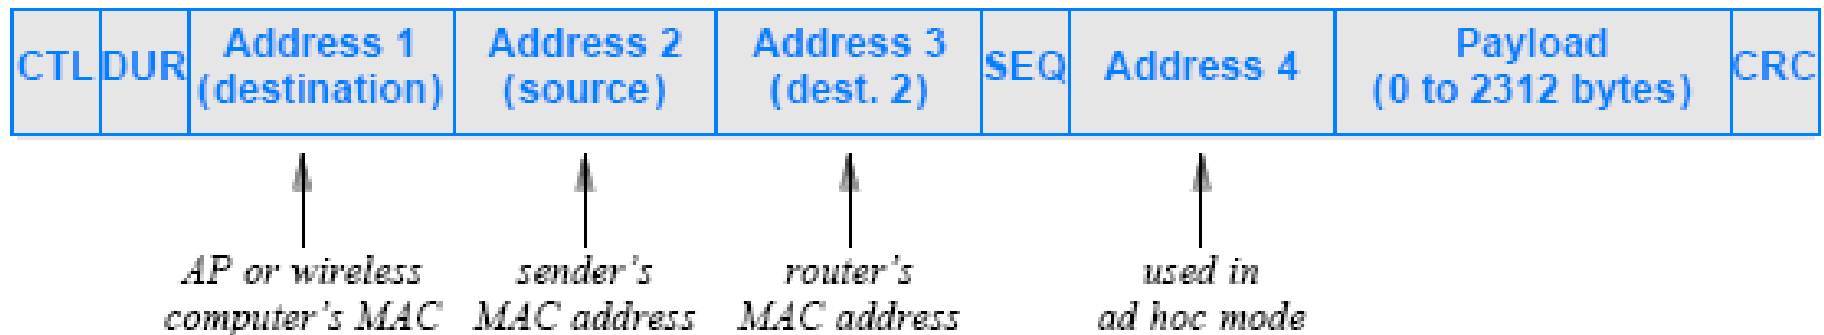 CTL DUR Address 1 (destination) Address 2 (source) Address 3 (dest. 2) SEQ Address 4 Payload (0 to 2312 bytes) CRC
AP or wireless computer's MAC
sender's MAC address
router's MAC address
used in ad hoc mode